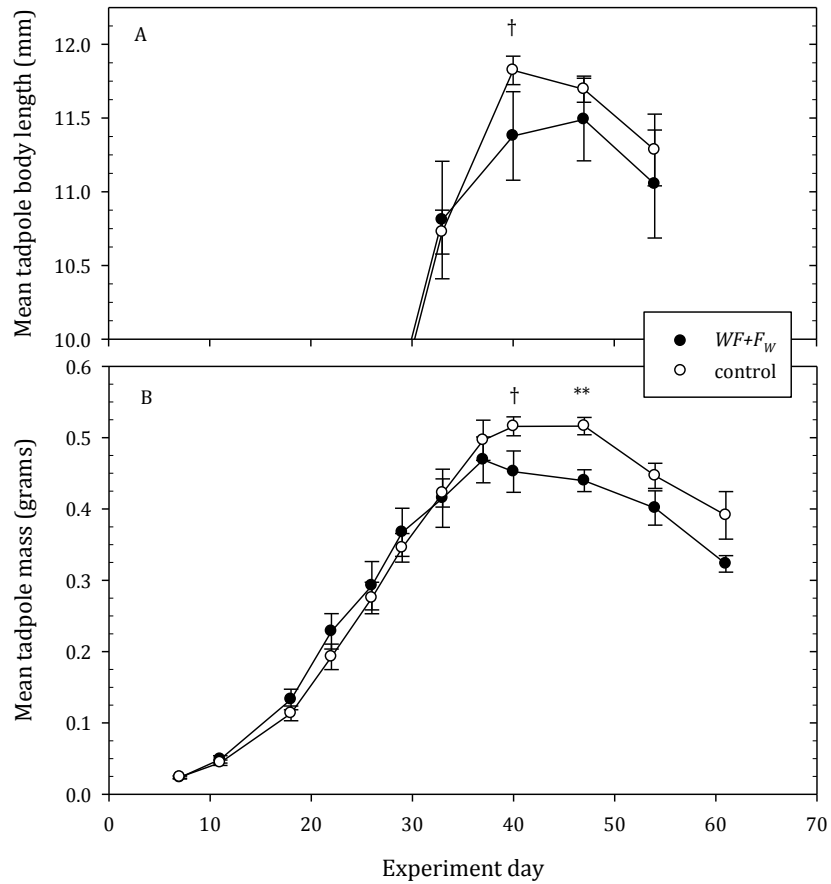 A
†
12.0
11.5
11.0
10.5
10.0
Mean tadpole body length (mm)
WF+F_W
control
B
† **
0.6
0.5
0.4
0.3
0.2
0.1
0.0
Mean tadpole mass (grams)
0 10 20 30 40 50 60 70
Experiment day